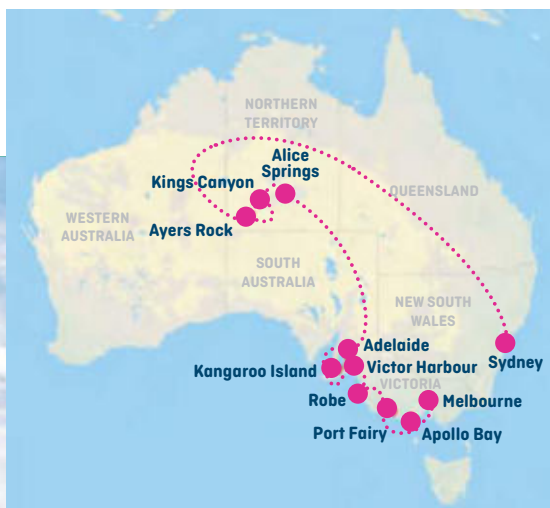 NORTHERN
TERRITORY
Alice
Springs
Kings Canyon
QUEENSLAND
WESTERN
AUSTRALIA
Ayers Rock
SOUTH
AUSTRALIA
NEW SOUTH
WALES
Adelaide
Sydney
Kangaroo Island
Victor Harbour
VICTORIA
Robe
Melbourne
Port Fairy
Apollo Bay